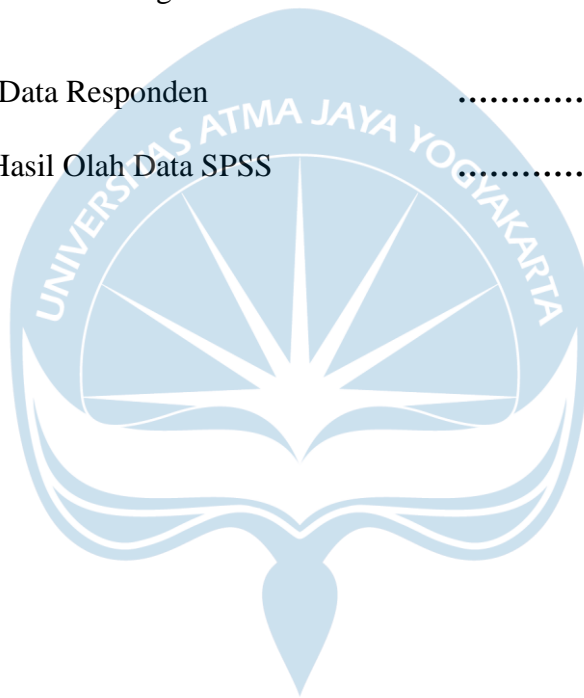 Data Responden .............
Hasil Olah Data SPSS .............
UNIVERSITAS ATMA JAYA YOGYAKARTA